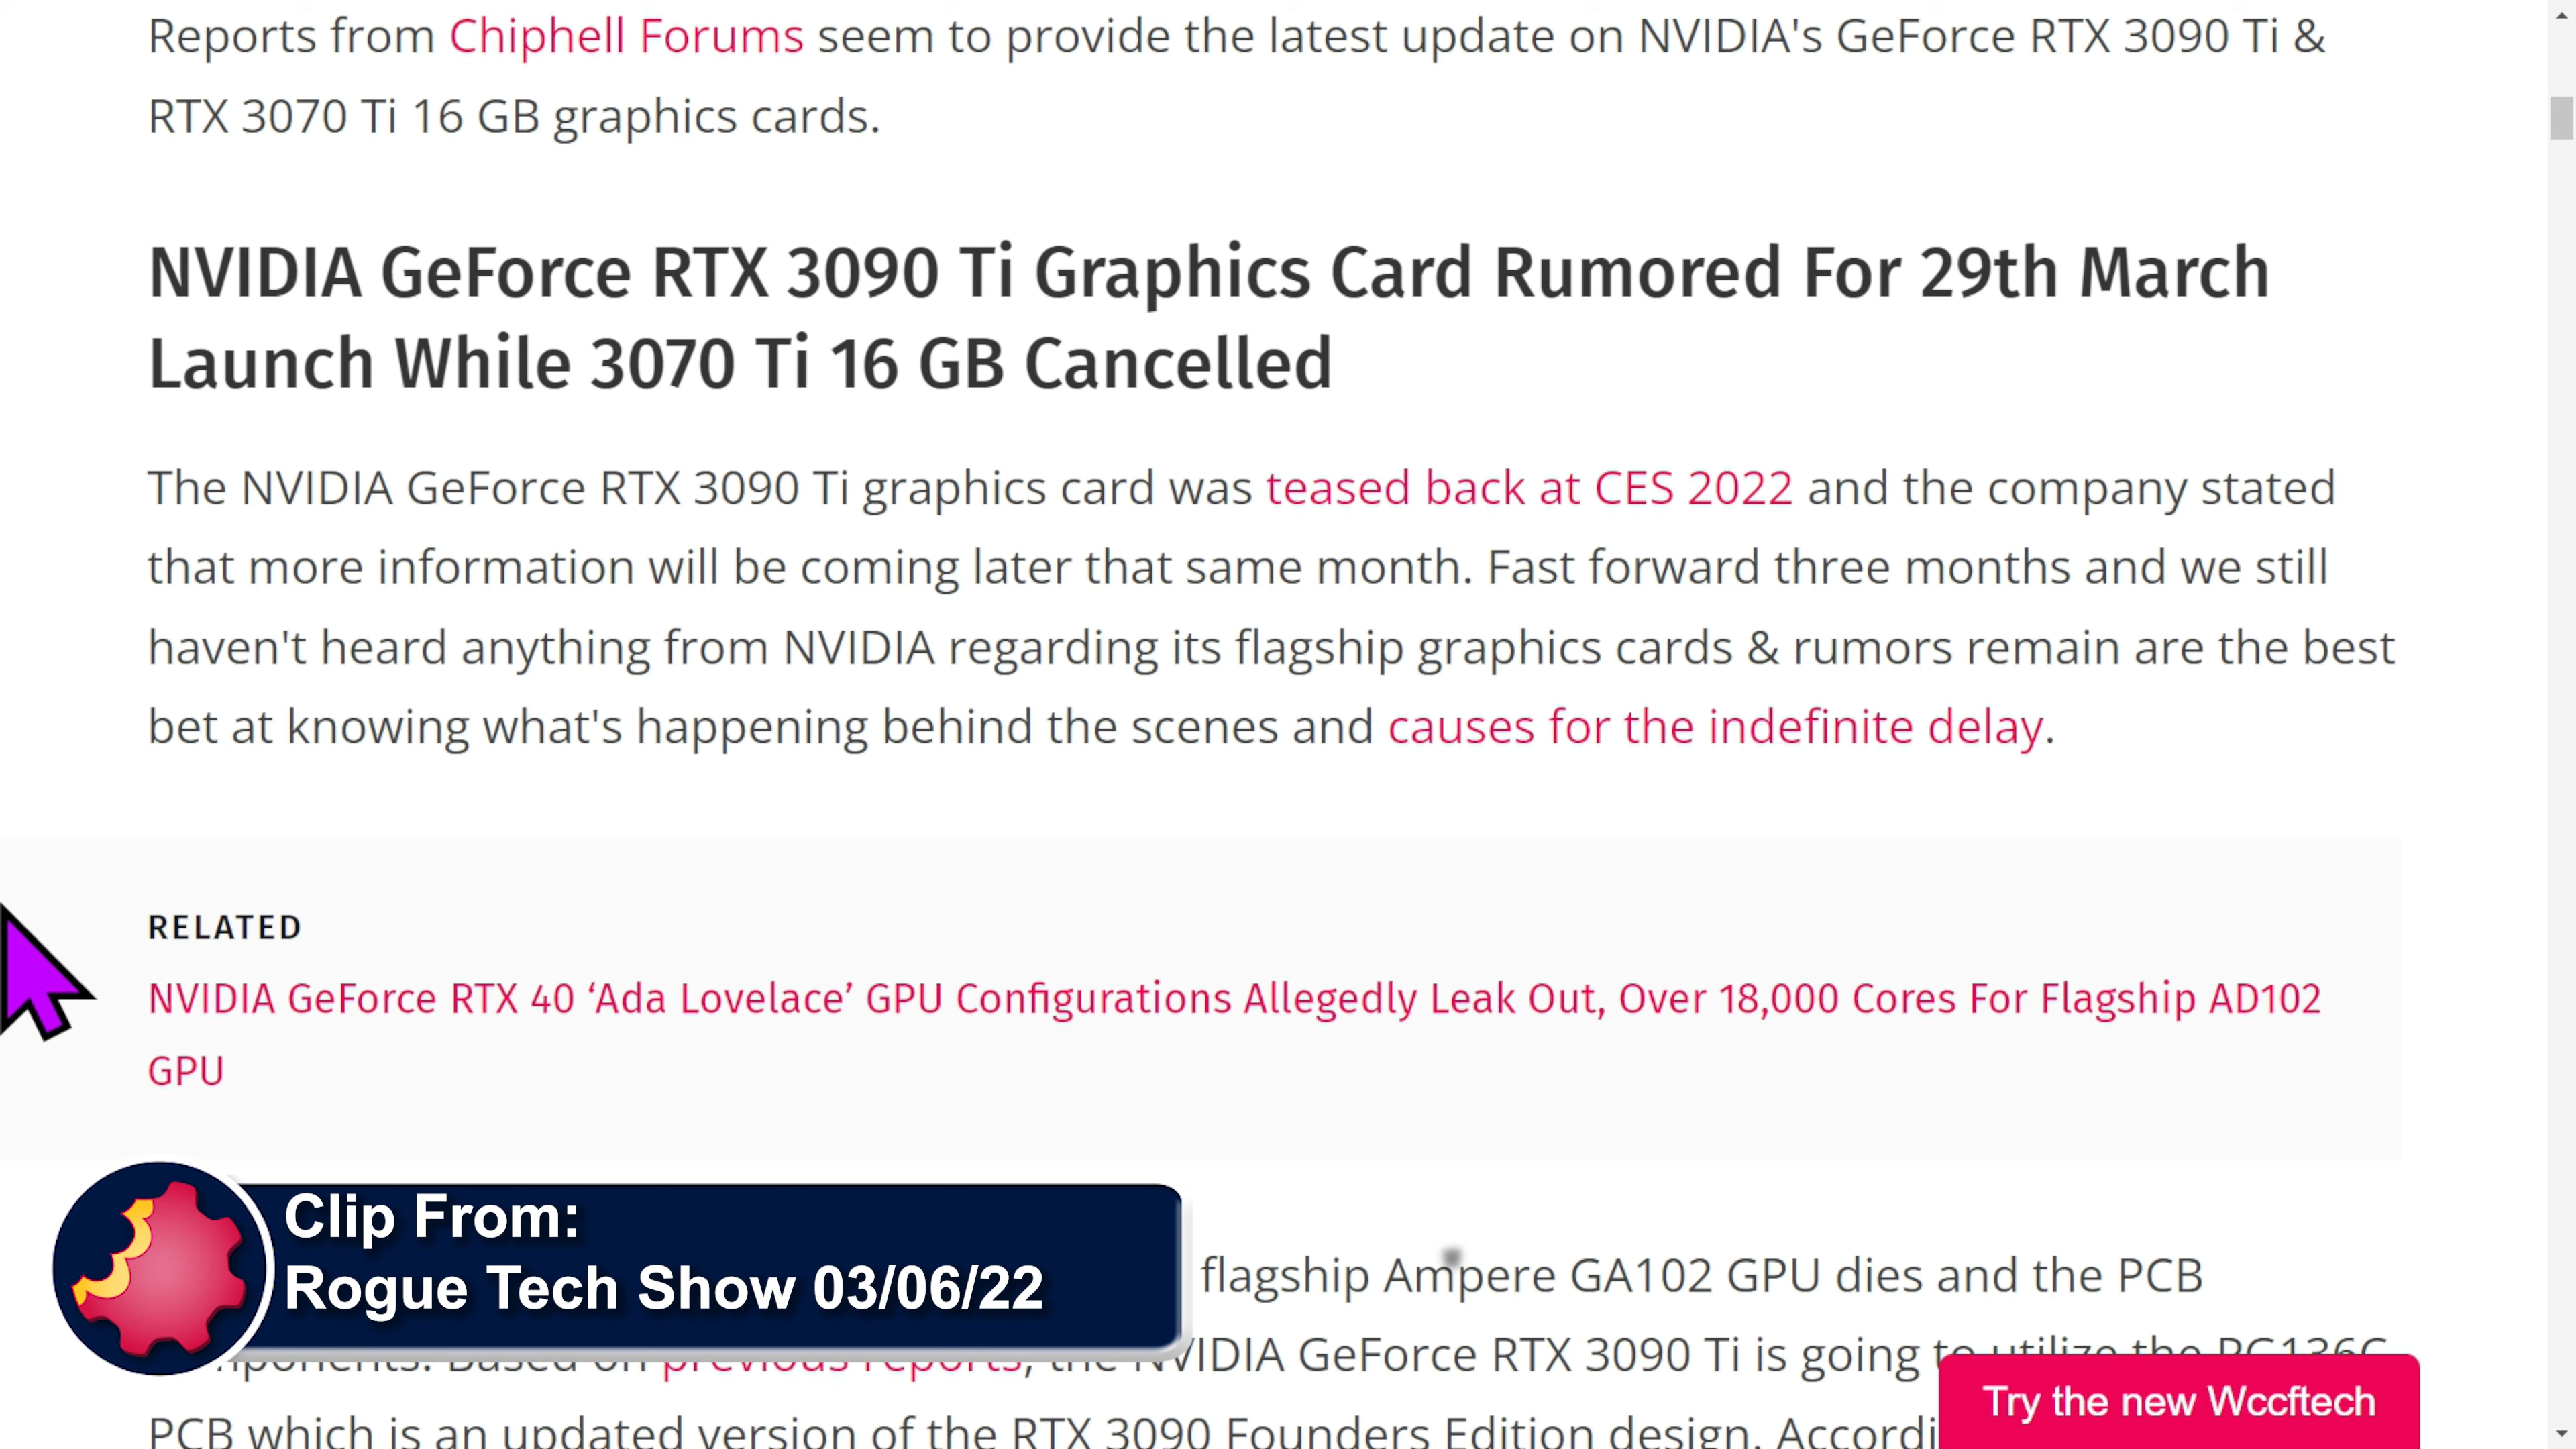 Reports from Chiphell Forums seem to provide the latest update on NVIDIA's GeForce RTX 3090 Ti &
RTX 3070 Ti 16 GB graphics cards.
NVIDIA GeForce RTX 3090 Ti Graphics Card Rumored For 29th March
Launch While 3070 Ti 16 GB Cancelled
The NVIDIA GeForce RTX 3090 Ti graphics card was teased back at CES 2022 and the company stated
that more information will be coming later that same month. Fast forward three months and we still
haven't heard anything from NVIDIA regarding its flagship graphics cards & rumors remain are the best
bet at knowing what's happening behind the scenes and causes for the indefinite delay.
RELATED
NVIDIA GeForce RTX 40 ‘Ada Lovelace’ GPU Configurations Allegedly Leak Out, Over 18,000 Cores For Flagship AD102
GPU
Clip From:
Rogue Tech Show 03/06/22
flagship Ampere GA102 GPU dies and the PCB
Based on previous reports, the NVIDIA GeForce RTX 3090 Ti is going to utilize the
PCB which is an updated version of the RTX 3090 Founders Edition design.
Try the new Wccftech